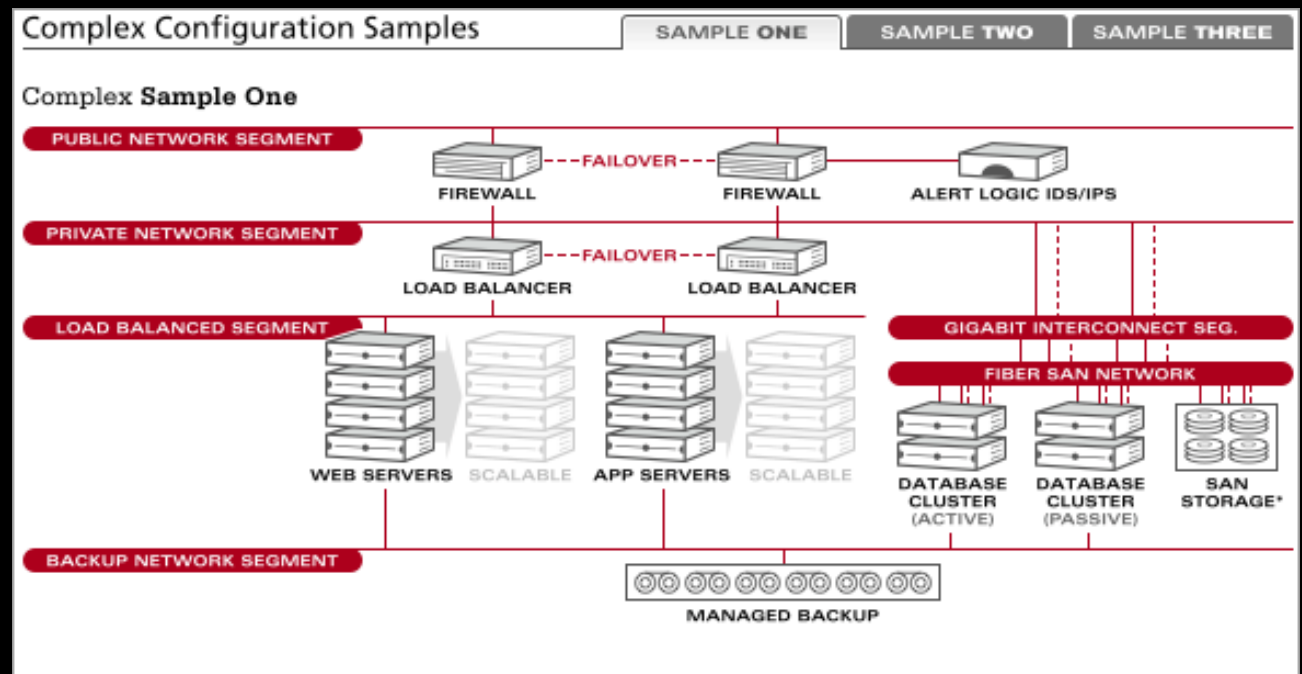 Complex Configuration Samples
SAMPLE ONE
SAMPLE TWO
SAMPLE THREE
Complex Sample One
PUBLIC NETWORK SEGMENT
FAILOVER
FIREWALL
FIREWALL
ALERT LOGIC IDS/IPS
PRIVATE NETWORK SEGMENT
FAILOVER
LOAD BALANCER
LOAD BALANCER
LOAD BALANCED SEGMENT
GIGABIT INTERCONNECT SEG.
FIBER SAN NETWORK
WEB SERVERS
SCALABLE
APP SERVERS
SCALABLE
DATABASE
CLUSTER
(ACTIVE)
DATABASE
CLUSTER
(PASSIVE)
SAN
STORAGE*
BACKUP NETWORK SEGMENT
MANAGED BACKUP